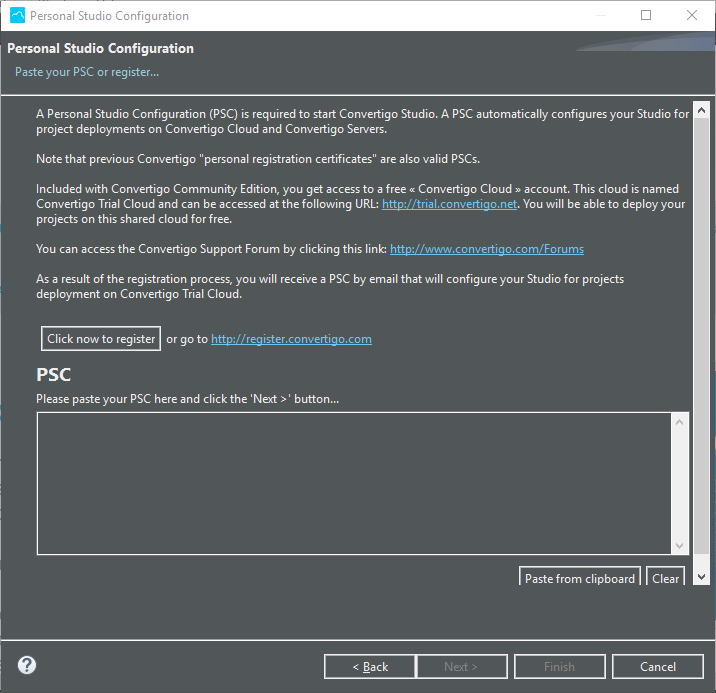 Personal Studio Configuration
Personal Studio Configuration
Paste your PSC or register...
A Personal Studio Configuration (PSC) is required to start Convertigo Studio. A PSC automatically configures your Studio for
project deployments on Convertigo Cloud and Convertigo Servers.
Note that previous Convertigo "personal registration certificates" are also valid PSCs.
Included with Convertigo Community Edition, you get access to a free « Convertigo Cloud » account. This cloud is named
Convertigo Trial Cloud and can be accessed at the following URL: http://trial.convertigo.net. You will be able to deploy your
projects on this shared cloud for free.
You can access the Convertigo Support Forum by clicking this link: http://www.convertigo.com/Forums
As a result of the registration process, you will receive a PSC by email that will configure your Studio for projects
deployment on Convertigo Trial Cloud.
Click now to register or go to http://register.convertigo.com
PSC
Please paste your PSC here and click the 'Next >' button...
Paste from clipboard Clear
? < Back Next > Finish Cancel